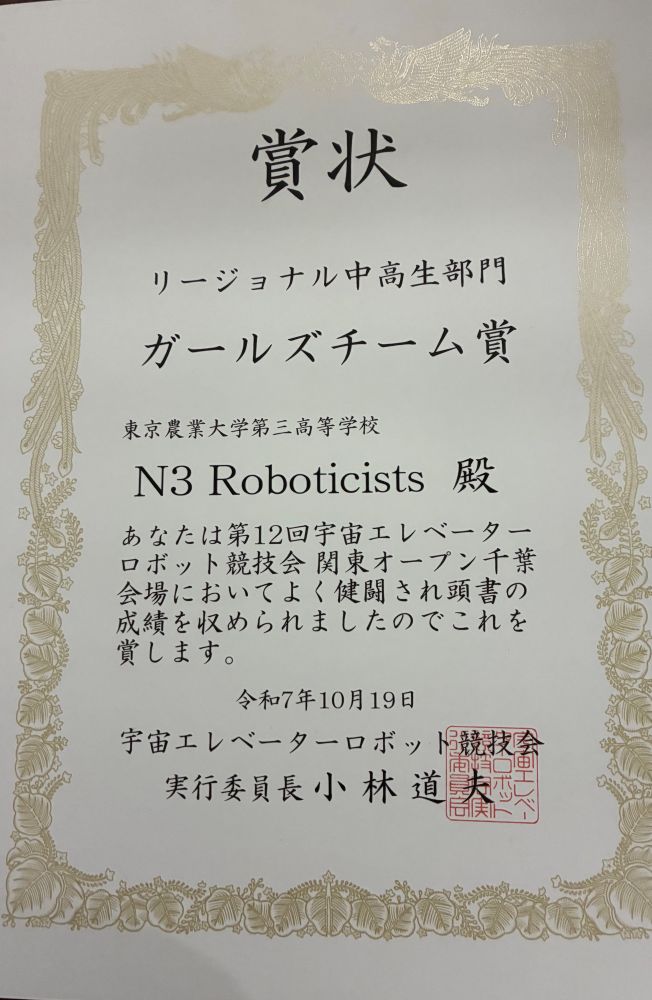 賞状
リージョナル中高生部門
ガールズチーム賞
東京農業大学第三高等学校
N3 Roboticists 殿
あなたは第12回宇宙エレベーター
ロボット競技会 関東オープン千葉
会場においてよく健闘され頭書の
成績を収められましたのでこれを
賞します。
令和7年10月19日
宇宙エレベーターロボット競技会
実行委員長 小林道夫